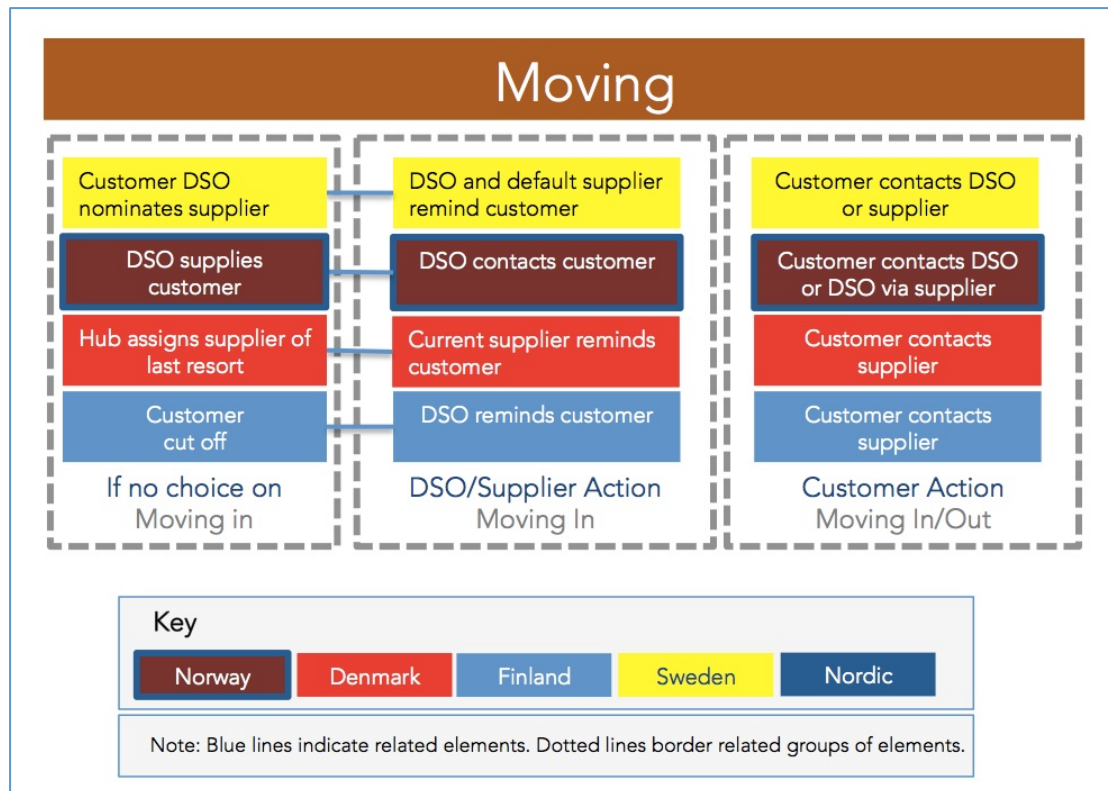 Moving
Customer DSO
nominates supplier
DSO supplies
customer
Hub assigns supplier of
last resort
Customer
cut off
If no choice on
Moving in
DSO and default supplier
remind customer
DSO contacts customer
Current supplier reminds
customer
DSO reminds customer
DSO/Supplier Action
Moving In
Customer contacts DSO
or supplier
Customer contacts DSO
or DSO via supplier
Customer contacts
supplier
Customer contacts
supplier
Customer Action
Moving In/Out
Key
Norway
Denmark
Finland
Sweden
Nordic
Note: Blue lines indicate related elements. Dotted lines border related groups of elements.